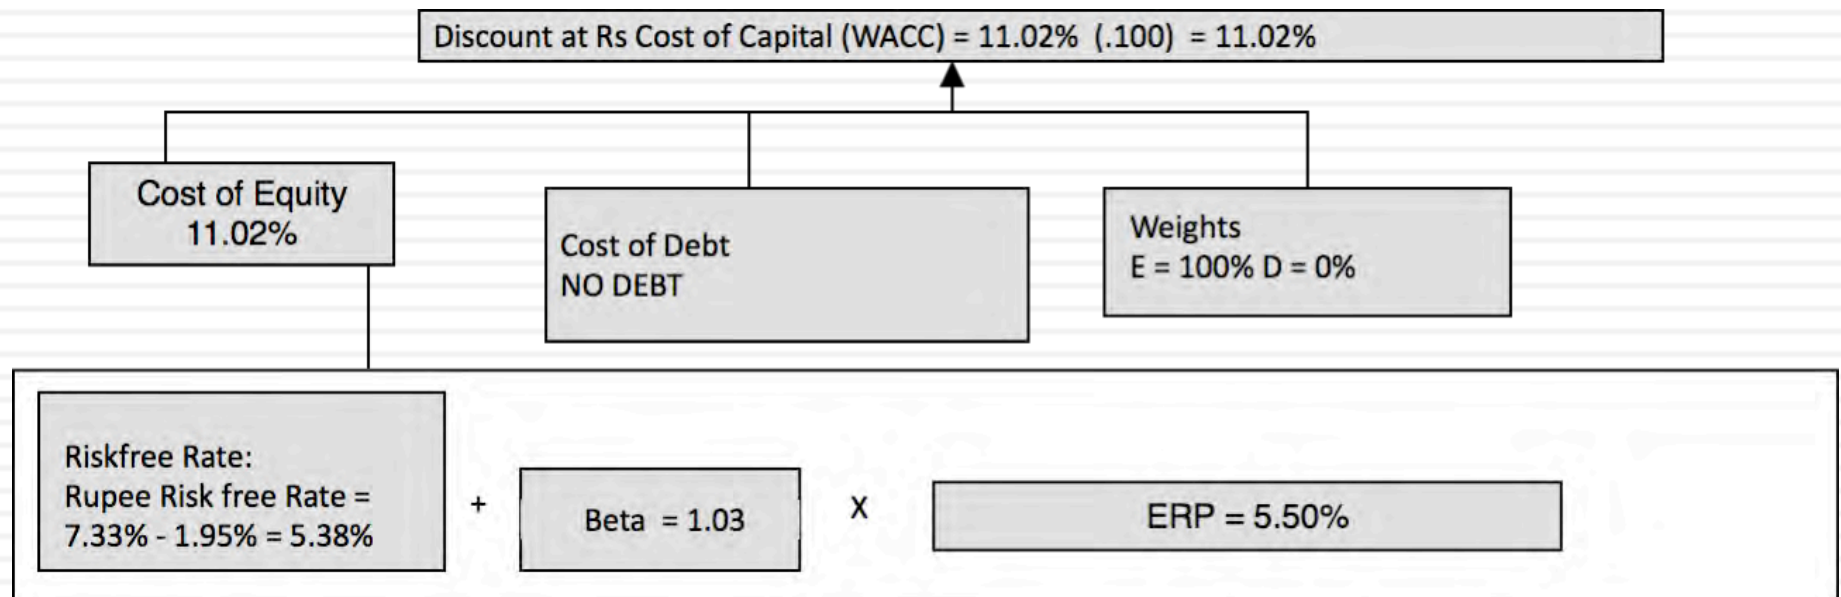 Discount at Rs Cost of Capital (WACC) = 11.02%  (.100)  = 11.02%
Cost of Equity
11.02%
Cost of Debt
NO DEBT
Weights
E = 100% D = 0%
Riskfree Rate:
Rupee Risk free Rate =
7.33% - 1.95% = 5.38%
+
Beta  = 1.03
X
ERP = 5.50%